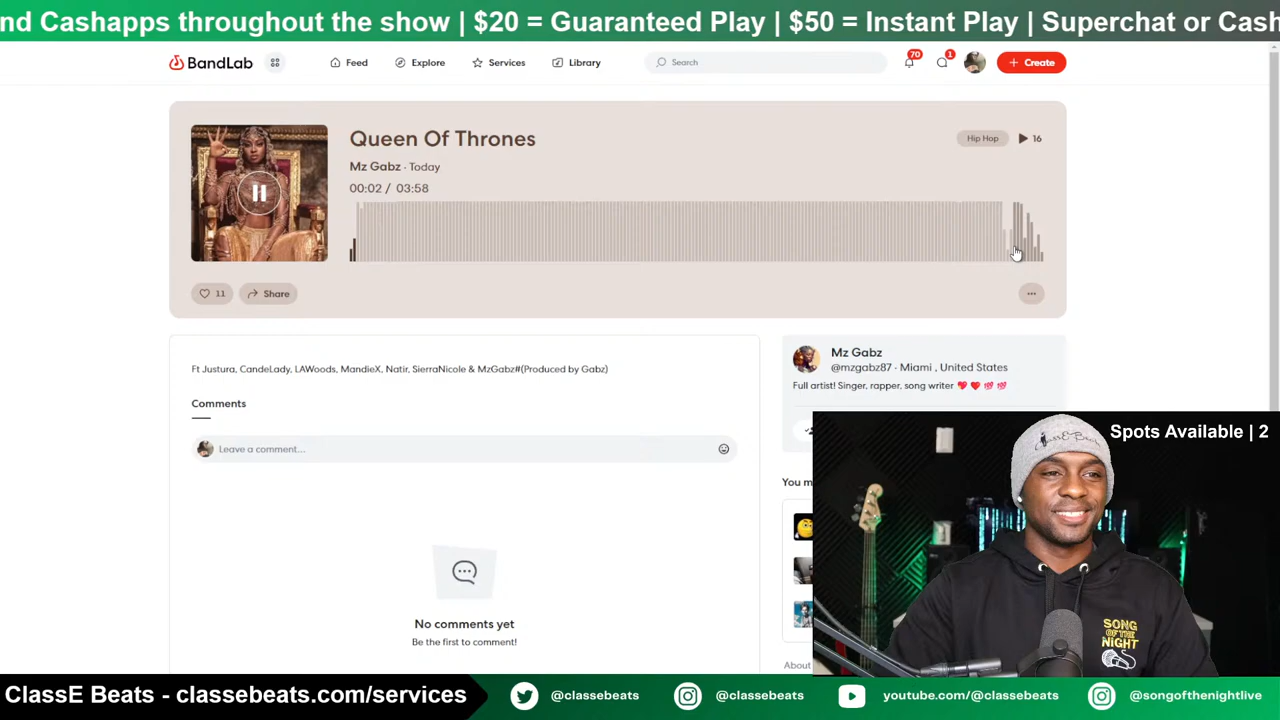 nd Cashapps throughout the show | $20 = Guaranteed Play | $50 = Instant Play | Superchat or Cash
BandLab
Feed
Explore
Services
Library
Search
70
1
+ Create
Queen Of Thrones
Hip Hop
16
Mz Gabz · Today
00:02 / 03:58
11
Share
Ft Justura, CandeLady, LAWoods, MandieX, Natir, SierraNicole & MzGabz#(Produced by Gabz)
Mz Gabz
@mzgabz87 · Miami , United States
Full artist! Singer, rapper, song writer
Comments
Leave a comment...
Spots Available | 2
You m
No comments yet
Be the first to comment!
SONG
OF THE
NIGHT
About
ClassE Beats - classebeats.com/services
@classebeats
@classebeats
youtube.com/@classebeats
@songofthenightlive